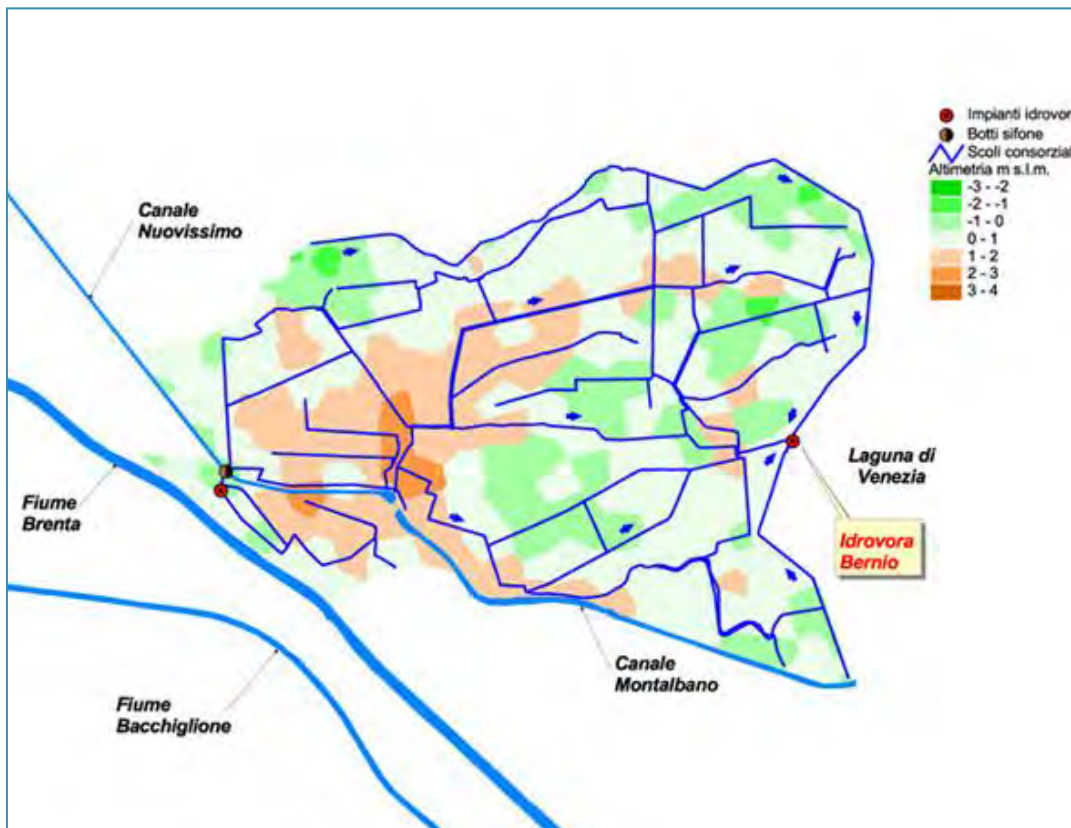 Impianti idrovor
Botti sifone
Scoli consorzial
Altimetria m s.l.m.
-3 - -2
-2 - -1
-1 - 0
0 - 1
1 - 2
2 - 3
3 - 4
Canale
Nuovissimo
Fiume
Brenta
Laguna di
Venezia
Idrovora
Bernio
Canale
Montalbano
Fiume
Bacchiglione